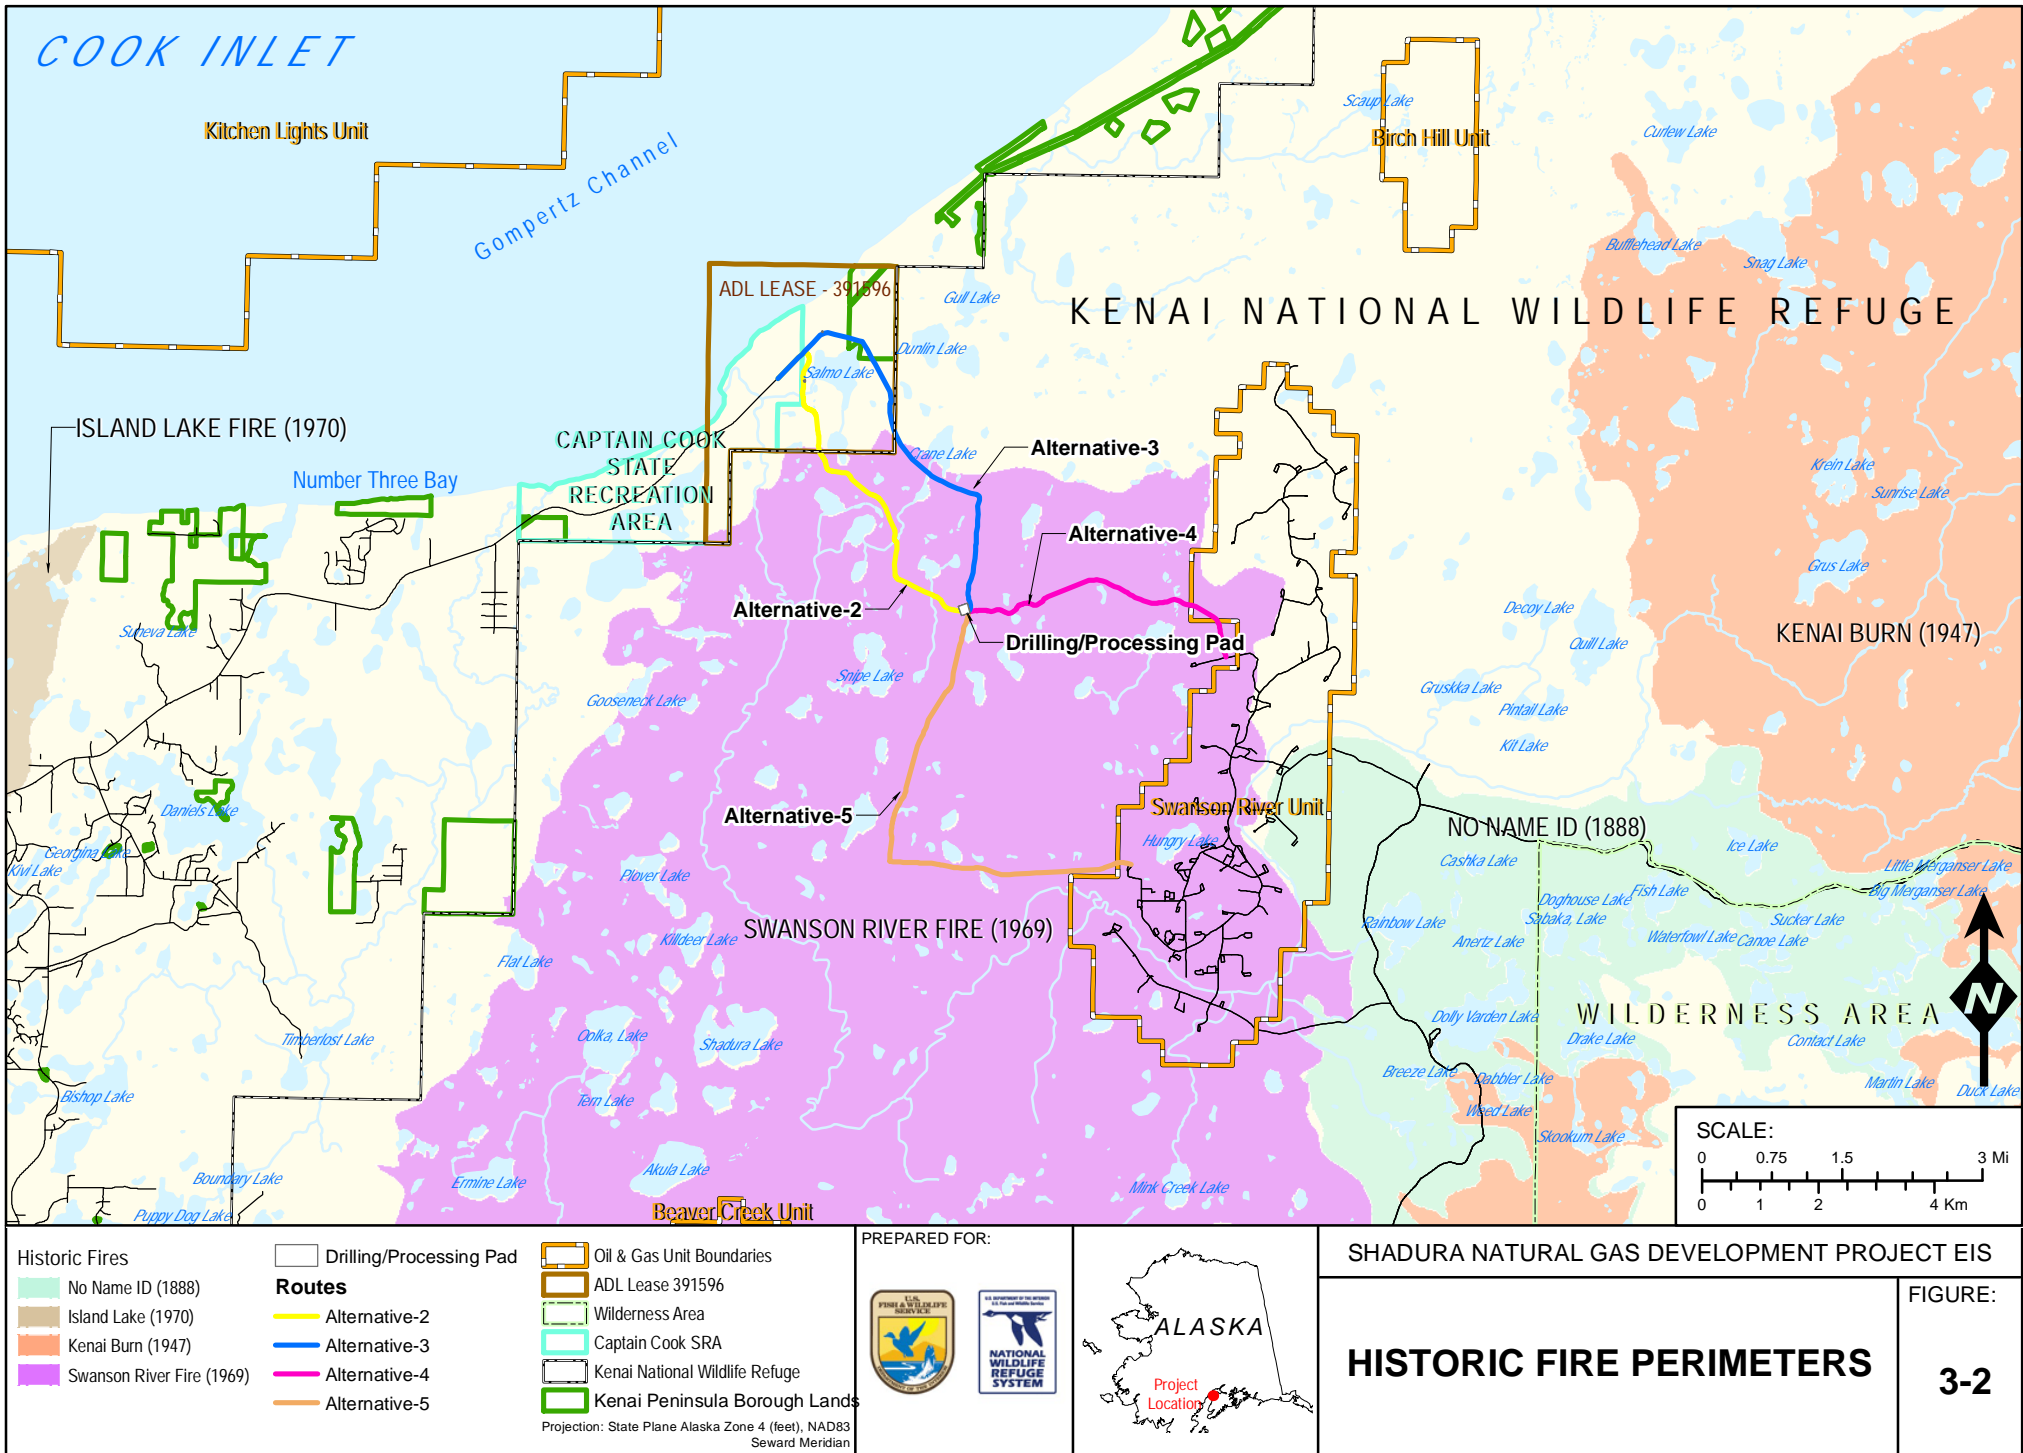 COOK INLET
Kitchen Lights Unit
Gompertz Channel
Scaup Lake
Birch Hill Unit
Curlew Lake
Bufflehead Lake
Snag Lake
ADL LEASE - 391596
Gull Lake
KENAI NATIONAL WILDLIFE REFUGE
Dunlin Lake
Salmo Lake
ISLAND LAKE FIRE (1970)
CAPTAIN COOK
STATE
RECREATION
AREA
Number Three Bay
Crane Lake
Alternative-3
Krein Lake
Sunrise Lake
Alternative-4
Grus Lake
Alternative-2
Decoy Lake
Quill Lake
KENAI BURN (1947)
Suneva Lake
Drilling/Processing Pad
Snipe Lake
Gooseneck Lake
Gruskka Lake
Pintail Lake
Kit Lake
Daniels Lake
Alternative-5
Swanson River Unit
NO NAME ID (1888)
Hungry Lake
Georgina Lake
Kivi Lake
Cashka Lake
Ice Lake
Little Merganser Lake
Big Merganser Lake
Plover Lake
Doghouse Lake
Fish Lake
Sabaka, Lake
Sucker Lake
Rainbow Lake
SWANSON RIVER FIRE (1969)
Killdeer Lake
Anertz Lake
Waterfowl Lake
Canoe Lake
Flat Lake
WILDERNESS AREA
N
Dolly Varden Lake
Drake Lake
Contact Lake
Timberlost Lake
Oolka, Lake
Shadura Lake
Breeze Lake
Dabbler Lake
Martin Lake
Duck Lake
Bishop Lake
Tern Lake
Weed Lake
Skookum Lake
Boundary Lake
Ermine Lake
Akula Lake
Mink Creek Lake
Puppy Dog Lake
Beaver Creek Unit
SCALE:
0 0.75 1.5 3 Mi
0 1 2 4 Km
Historic Fires
No Name ID (1888)
Island Lake (1970)
Kenai Burn (1947)
Swanson River Fire (1969)
Drilling/Processing Pad
Routes
Alternative-2
Alternative-3
Alternative-4
Alternative-5
Oil & Gas Unit Boundaries
ADL Lease 391596
Wilderness Area
Captain Cook SRA
Kenai National Wildlife Refuge
Kenai Peninsula Borough Lands
Projection: State Plane Alaska Zone 4 (feet), NAD83
Seward Meridian
PREPARED FOR:
U.S.
FISH & WILDLIFE
SERVICE
NATIONAL
WILDLIFE
REFUGE
SYSTEM
ALASKA
Project
Location
SHADURA NATURAL GAS DEVELOPMENT PROJECT EIS
HISTORIC FIRE PERIMETERS
FIGURE:
3-2